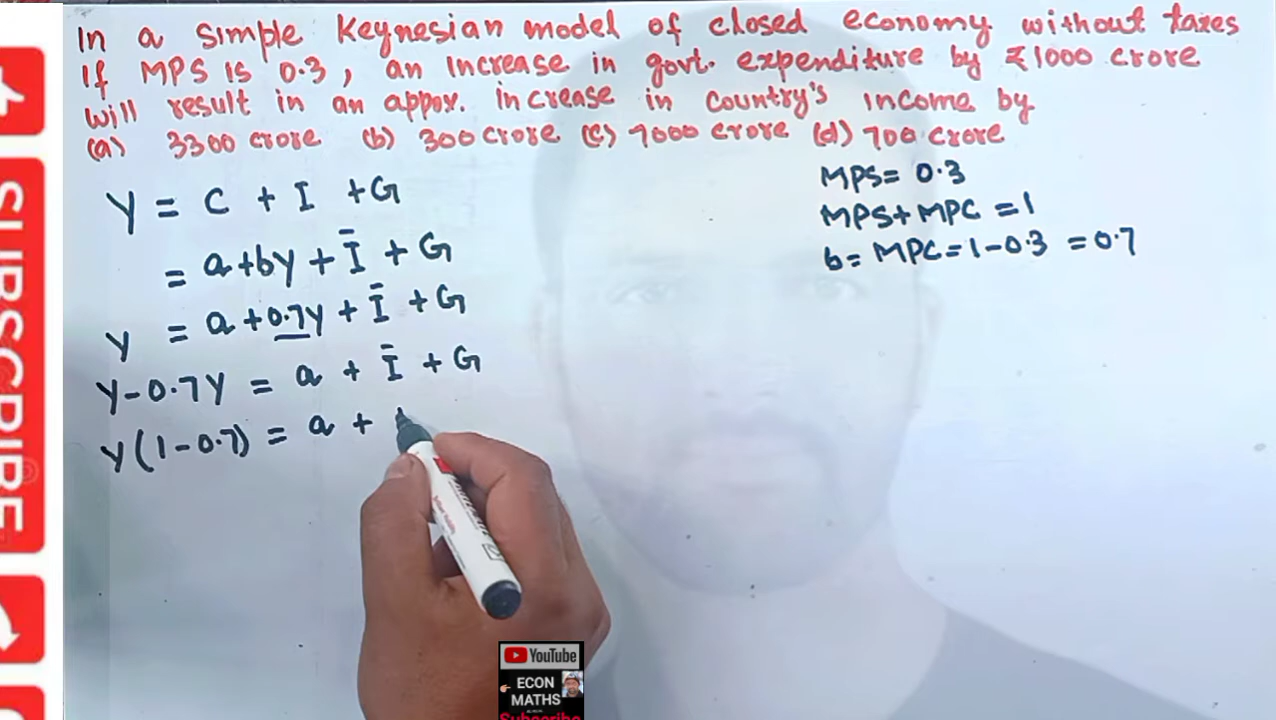 In a simple Keynesian model of closed economy without taxes
If MPS is 0.3, an increase in govt. expenditure by ₹1000 crore
will result in an appox. increase in country's income by
(a) 3300 crore (b) 300 crore (c) 7000 crore (d) 700 crore
MPS = 0.3
MPS + MPC = 1
b = MPC = 1 - 0.3 = 0.7
Y = C + I + G
= a + by + Ī + G
y = a + 0.7y + Ī + G
Y - 0.7Y = a + Ī + G
Y(1 - 0.7) = a +
SUBSCRIBE
YouTube
ECON
MATHS
Subscribe